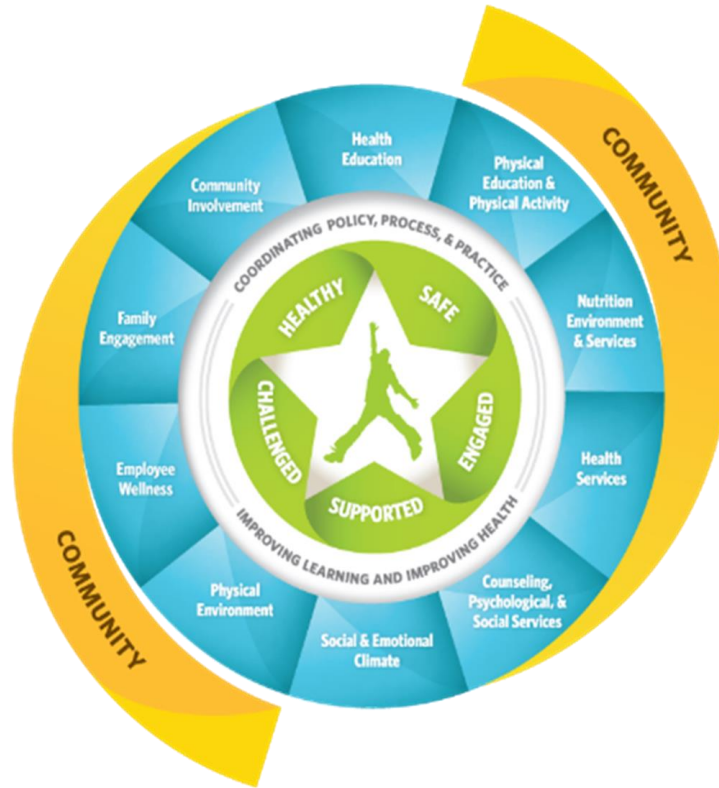 COMMUNITY
Health
Education
Physical
Education &
Physical Activity
Nutrition
Environment
& Services
Health
Services
Counseling,
Psychological, &
Social Services
Social & Emotional
Climate
Physical
Environment
Employee
Wellness
Family
Engagement
Community
Involvement
COORDINATING POLICY, PROCESS, & PRACTICE
IMPROVING LEARNING AND IMPROVING HEALTH
HEALTHY
SAFE
ENGAGED
SUPPORTED
CHALLENGED
COMMUNITY